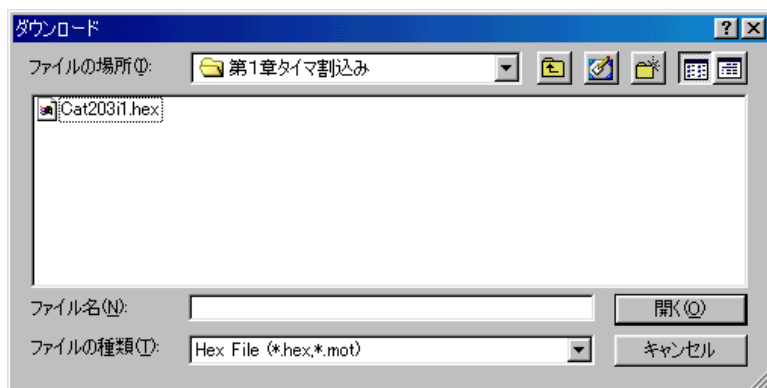 ダウンロード
ファイルの場所(I): 第1章タイマ割込み
Cat203i1.hex
ファイル名(N): 開く(O)
ファイルの種類(T): Hex File (*.hex,*.mot) キャンセル